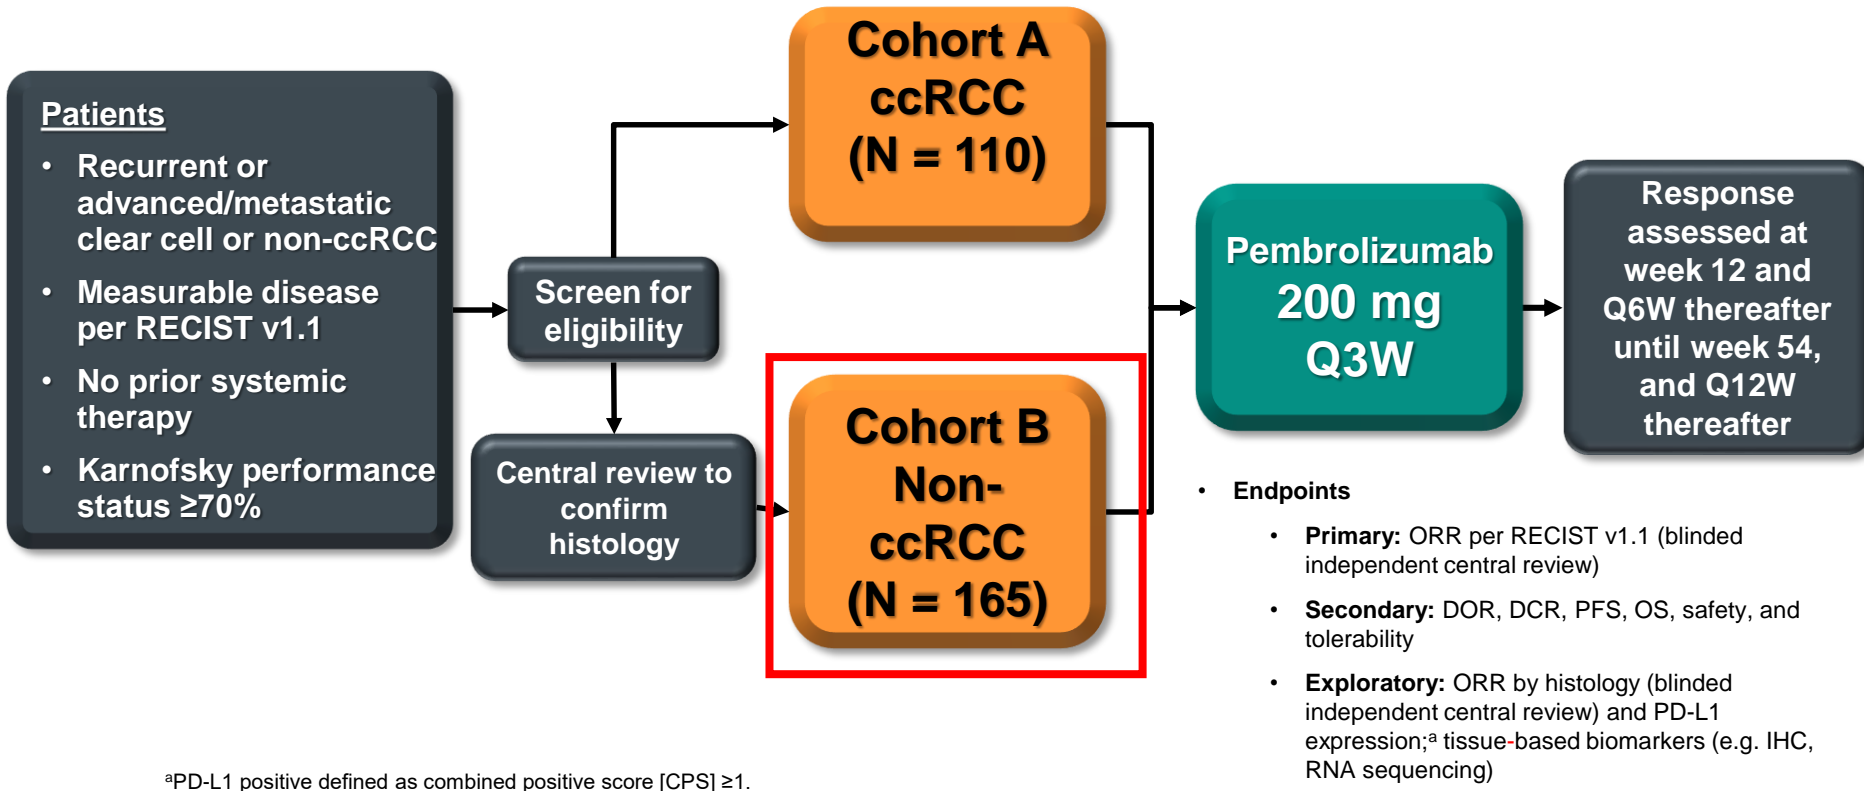 Patients
• Recurrent or
advanced/metastatic
clear cell or non-ccRCC
• Measurable disease
per RECIST v1.1
• No prior systemic
therapy
• Karnofsky performance
status ≥70%
Screen for
eligibility
Central review to
confirm
histology
Cohort A
ccRCC
(N = 110)
Cohort B
Non-
ccRCC
(N = 165)
Pembrolizumab
200 mg
Q3W
Response
assessed at
week 12 and
Q6W thereafter
until week 54,
and Q12W
thereafter
• Endpoints
• Primary: ORR per RECIST v1.1 (blinded
independent central review)
• Secondary: DOR, DCR, PFS, OS, safety, and
tolerability
• Exploratory: ORR by histology (blinded
independent central review) and PD-L1
expression;ᵃ tissue-based biomarkers (e.g. IHC,
RNA sequencing)
ᵃPD-L1 positive defined as combined positive score [CPS] ≥1.